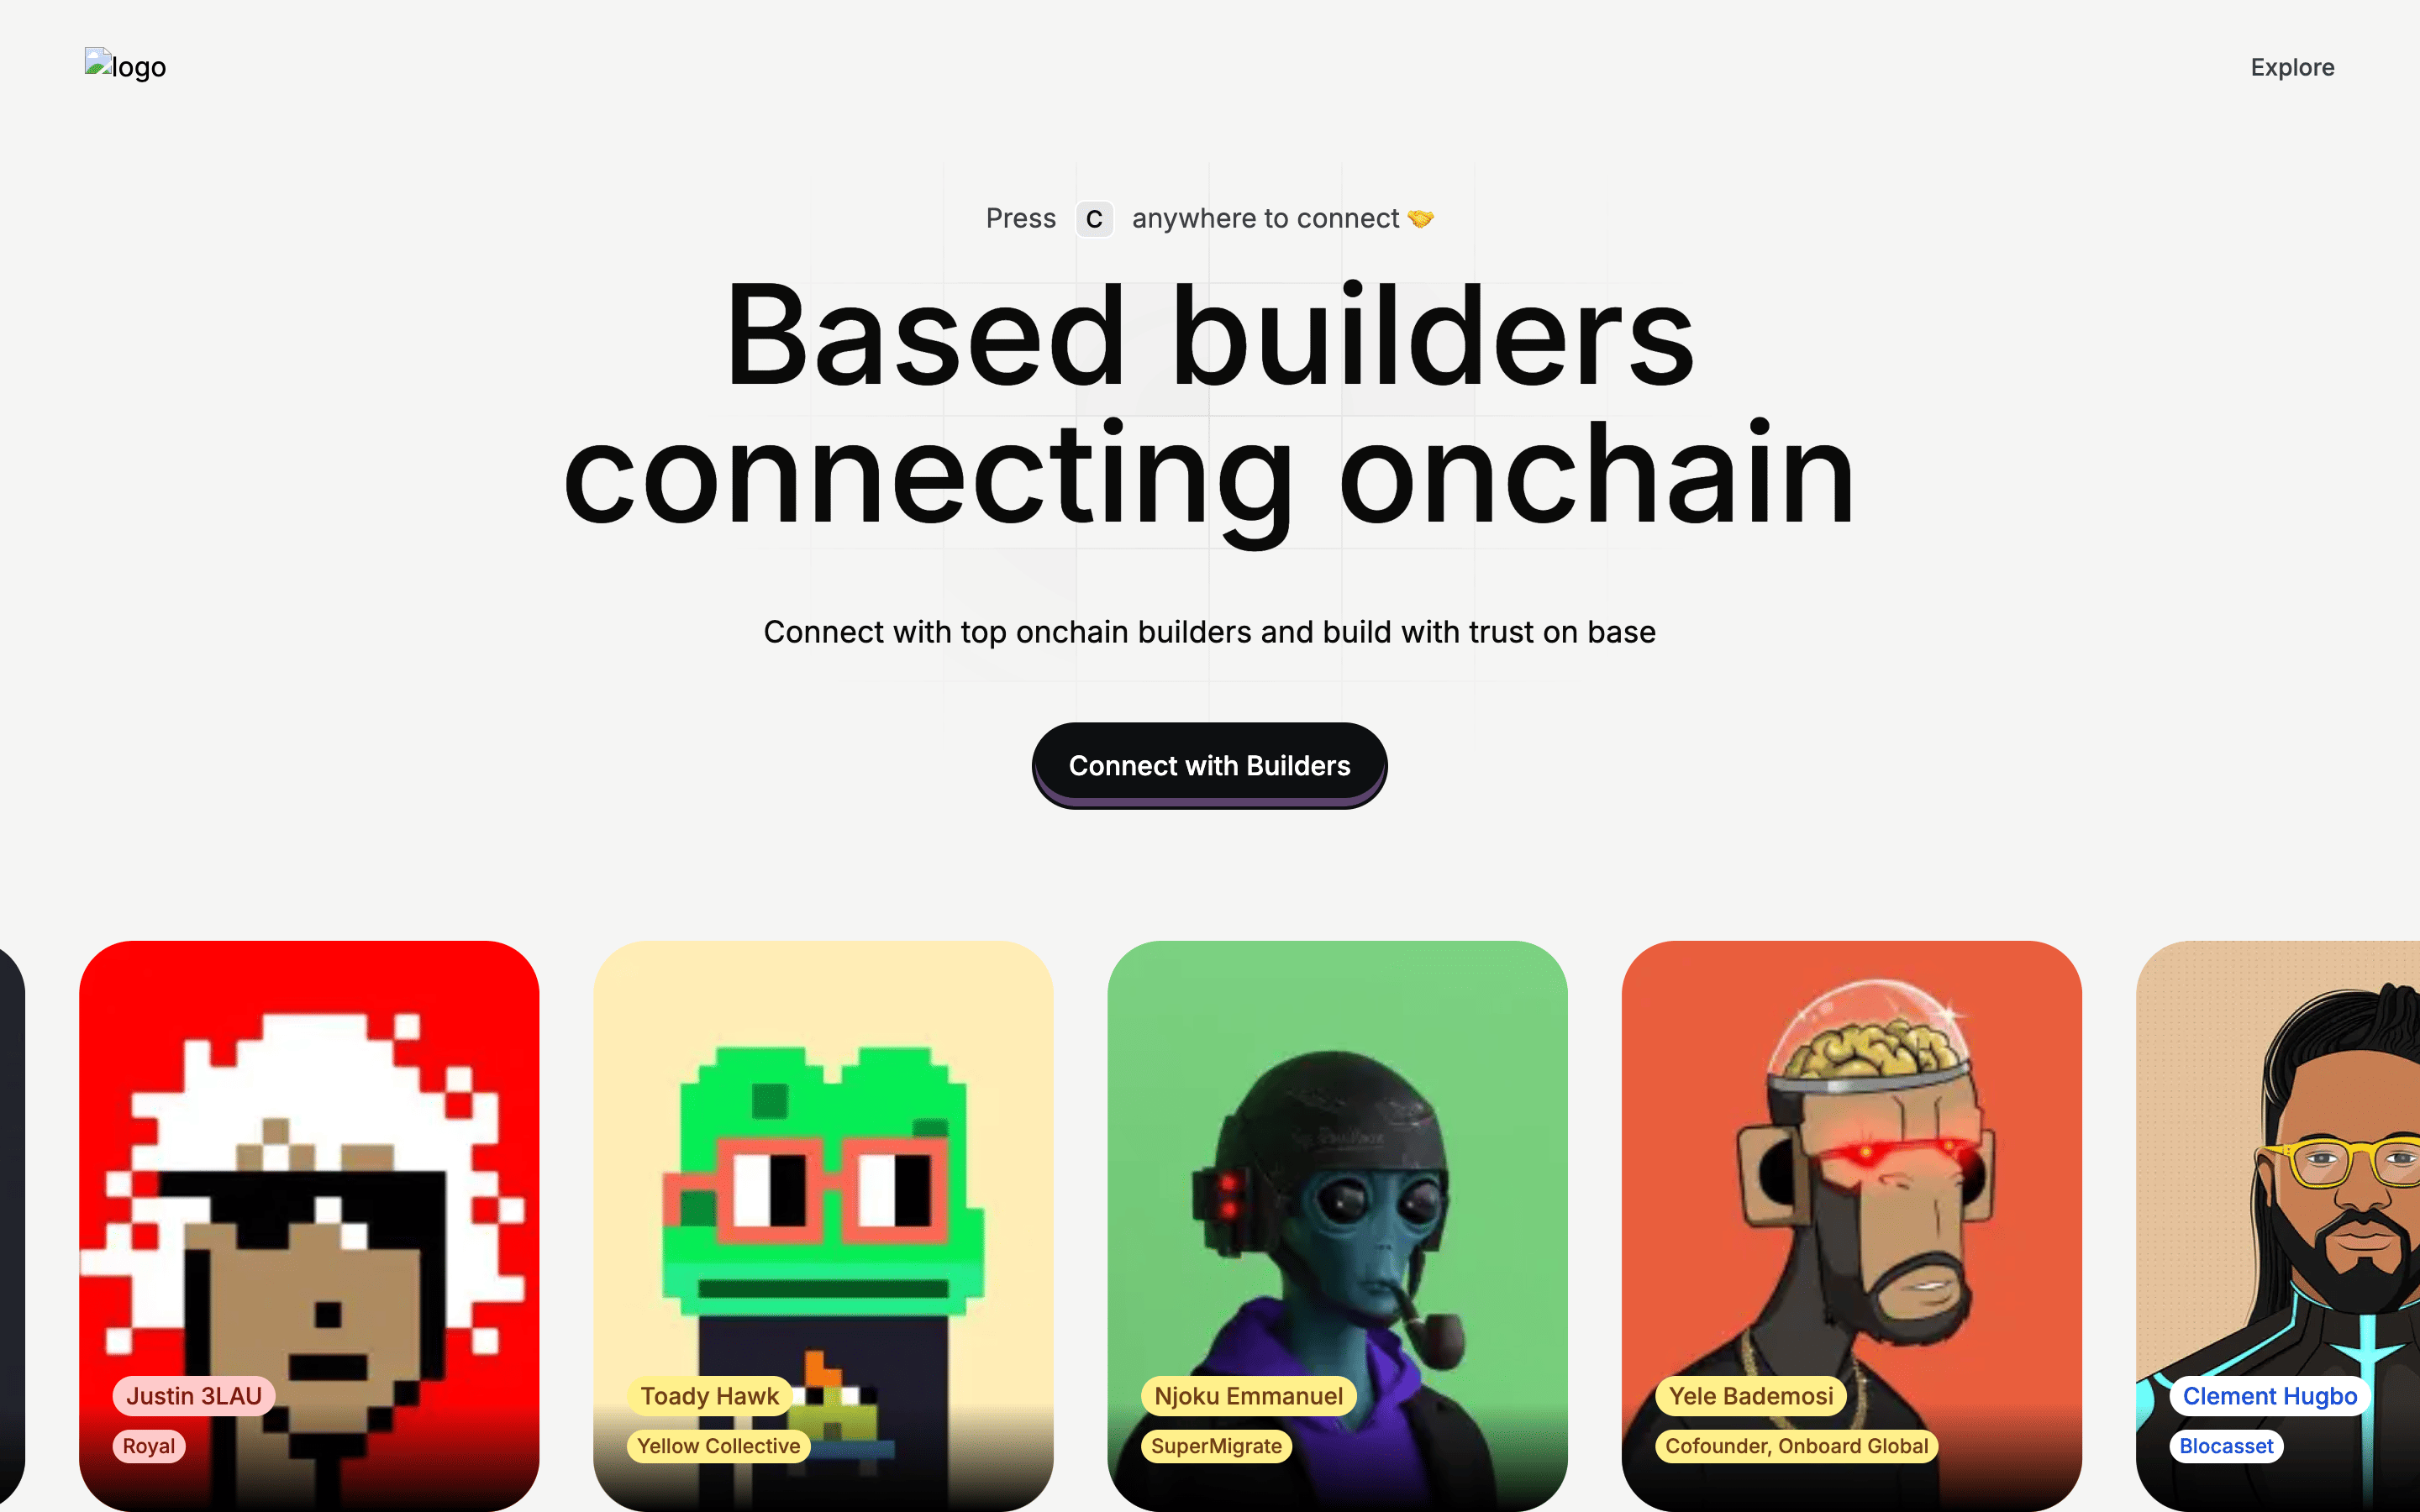 logo
Explore
Press C anywhere to connect 🤝
Based builders
connecting onchain
Connect with top onchain builders and build with trust on base
Connect with Builders
Justin 3LAU
Royal
Toady Hawk
Yellow Collective
Njoku Emmanuel
SuperMigrate
Yele Bademosi
Cofounder, Onboard Global
Clement Hugbo
Blocasset